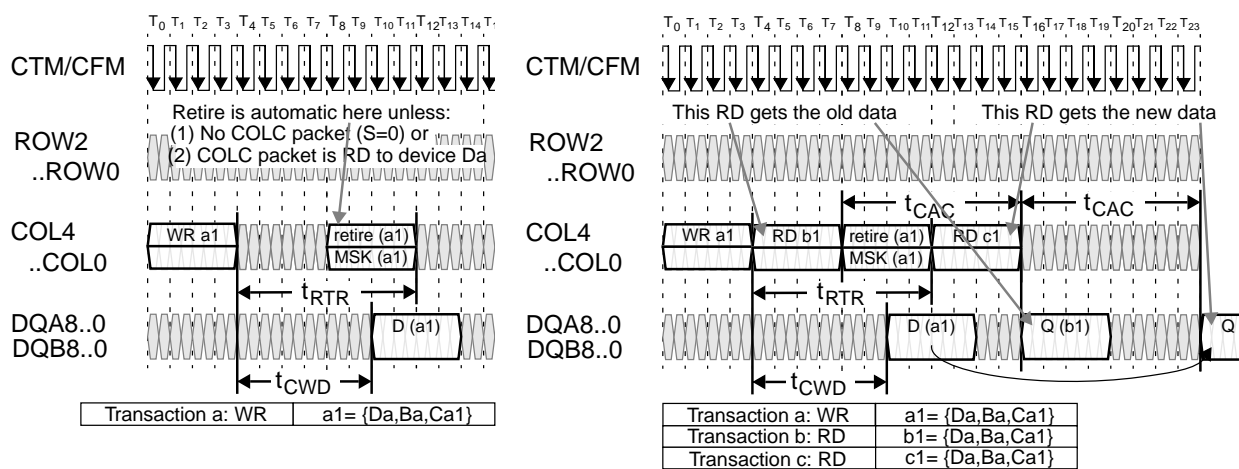 T0 T1 T2 T3 T4 T5 T6 T7 T8 T9 T10 T11 T12 T13 T14 T1
CTM/CFM
Retire is automatic here unless:
(1) No COLC packet (S=0) or
(2) COLC packet is RD to device Da
ROW2
..ROW0
COL4
..COL0
WR a1
retire (a1)
MSK (a1)
tRTR
DQA8..0
DQB8..0
D (a1)
tCWD
Transaction a: WR a1= {Da,Ba,Ca1}
T0 T1 T2 T3 T4 T5 T6 T7 T8 T9 T10 T11 T12 T13 T14 T15 T16 T17 T18 T19 T20 T21 T22 T23
CTM/CFM
This RD gets the old data
This RD gets the new data
ROW2
..ROW0
tCAC
tCAC
COL4
..COL0
WR a1
RD b1
retire (a1)
RD c1
MSK (a1)
tRTR
DQA8..0
DQB8..0
D (a1)
Q (b1)
Q
tCWD
Transaction a: WR a1= {Da,Ba,Ca1}
Transaction b: RD b1= {Da,Ba,Ca1}
Transaction c: RD c1= {Da,Ba,Ca1}